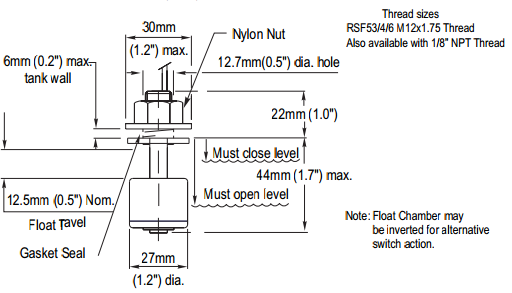 Thread sizes
RSF53/4/6 M12x1.75 Thread
Also available with 1/8" NPT Thread
30mm
(1.2") max.
Nylon Nut
6mm (0.2") max.
tank wall
12.7mm(0.5") dia. hole
22mm (1.0")
Must close level
44mm (1.7") max.
Must open level
12.5mm (0.5") Nom.
Float Travel
Gasket Seal
27mm
(1.2") dia.
Note: Float Chamber may
be inverted for alternative
switch action.